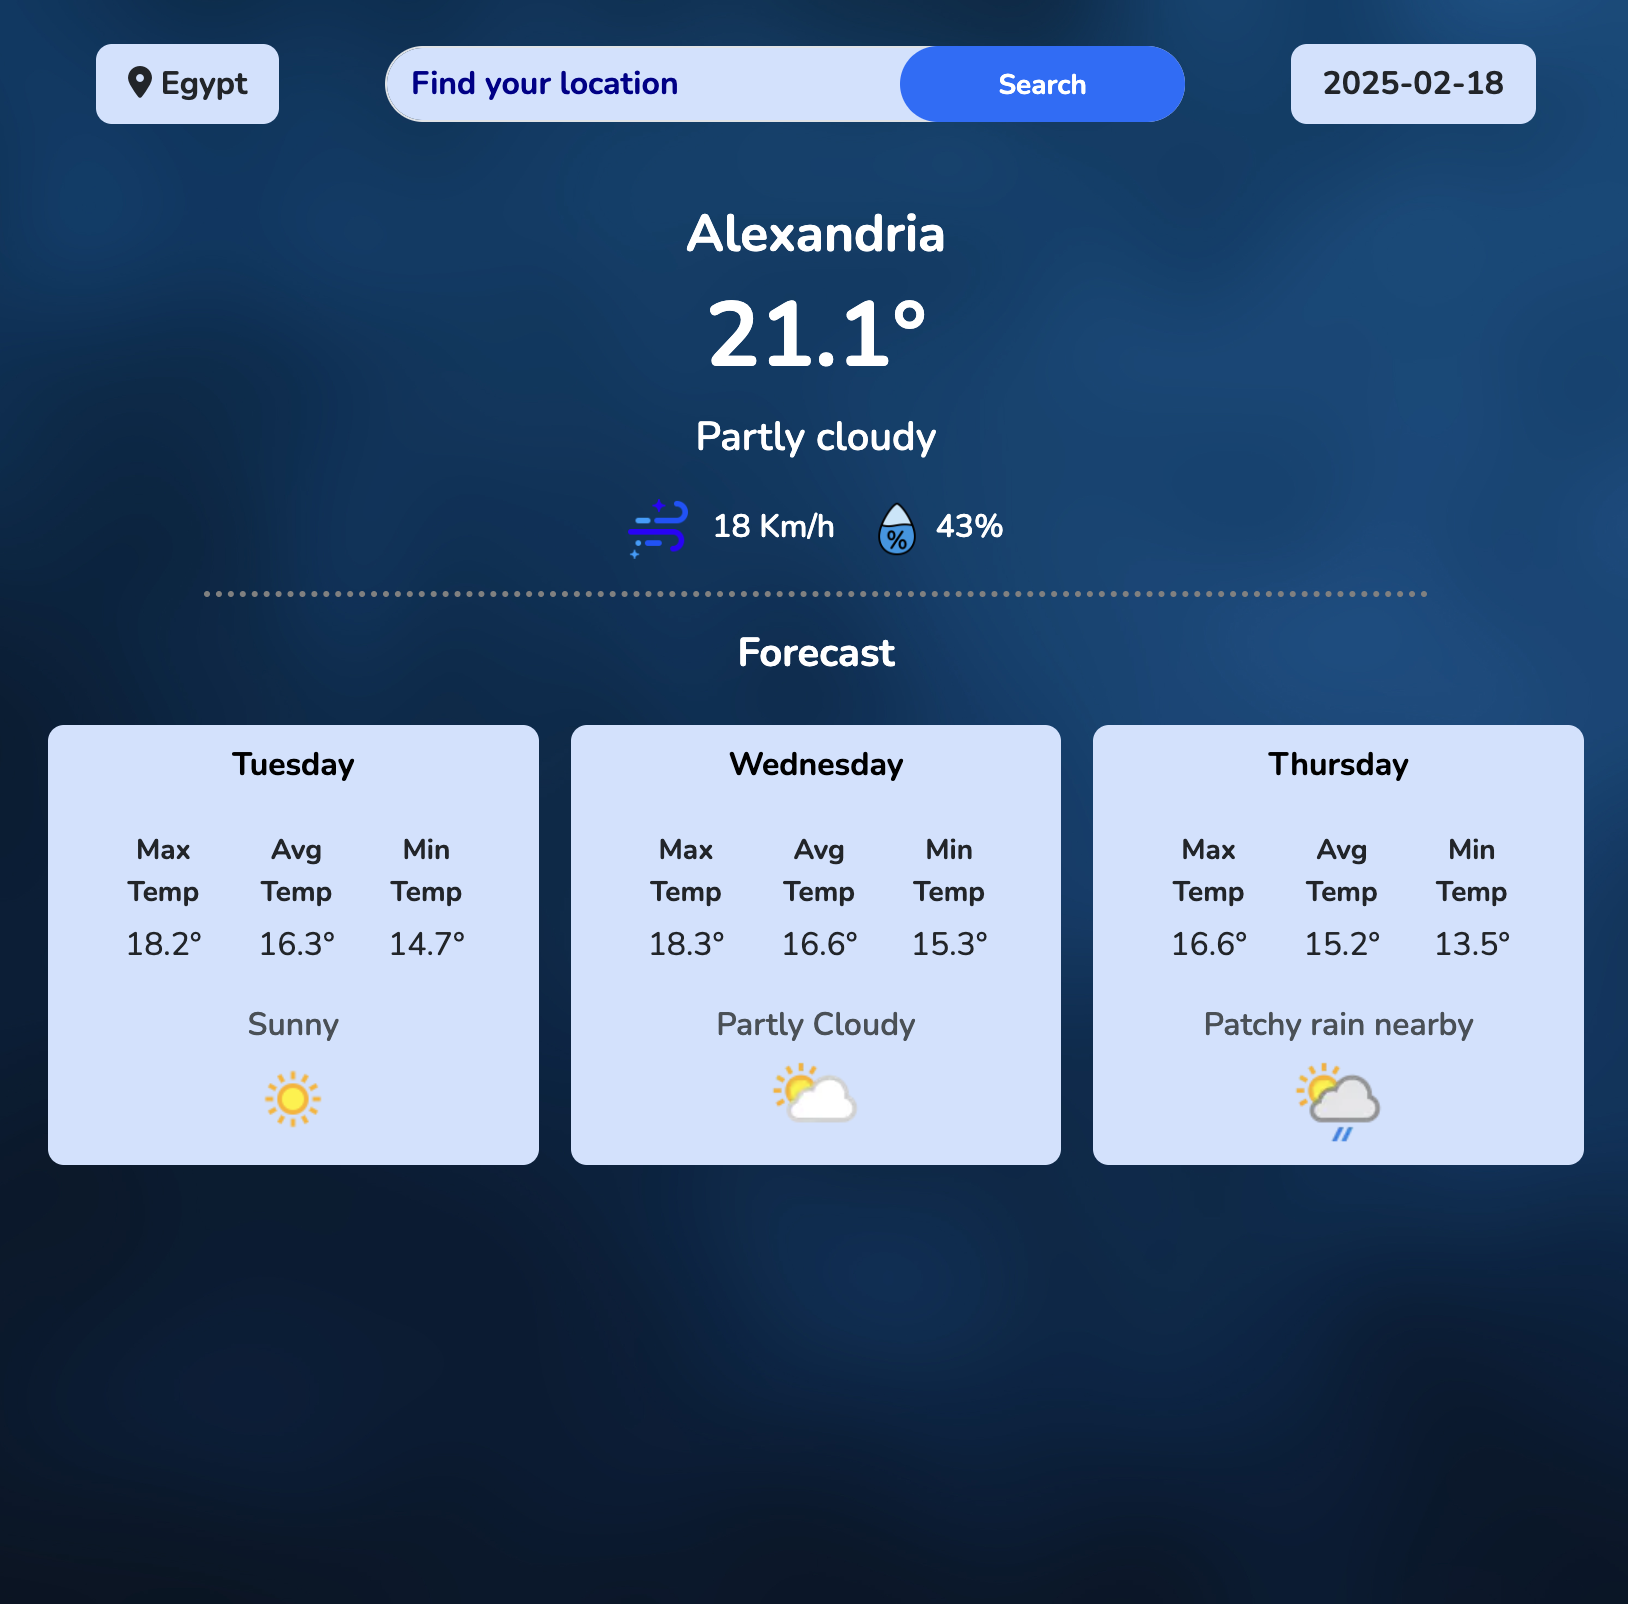 Egypt
Find your location
Search
2025-02-18
Alexandria
21.1°
Partly cloudy
18 Km/h
%
43%
Forecast
Tuesday
Max Temp
Avg Temp
Min Temp
18.2°
16.3°
14.7°
Sunny
Wednesday
Max Temp
Avg Temp
Min Temp
18.3°
16.6°
15.3°
Partly Cloudy
Thursday
Max Temp
Avg Temp
Min Temp
16.6°
15.2°
13.5°
Patchy rain nearby